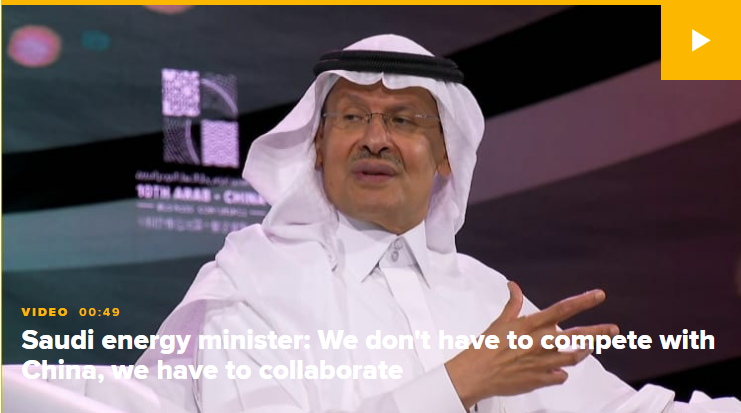 10TH ARAB - CHINA
VIDEO 00:49
Saudi energy minister: We don't have to compete with
China, we have to collaborate